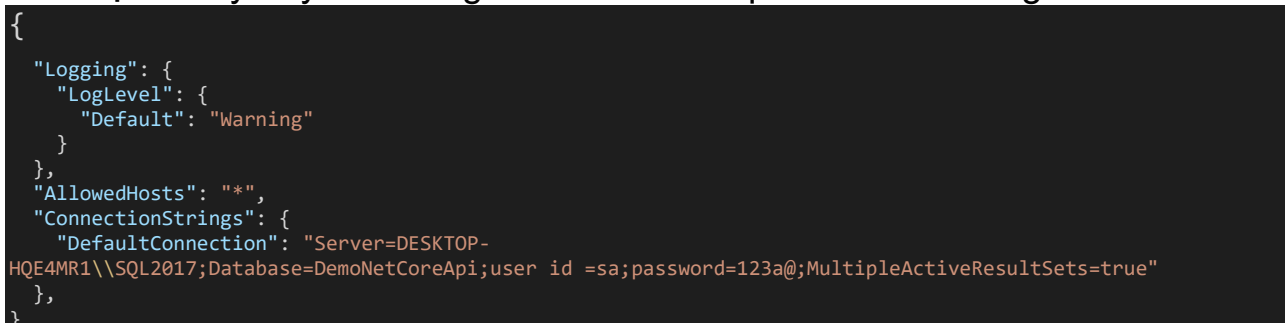 {
"Logging": {
"LogLevel": {
"Default": "Warning"
}
},
"AllowedHosts": "*",
"ConnectionStrings": {
"DefaultConnection": "Server=DESKTOP-
HQE4MR1\\SQL2017;Database=DemoNetCoreApi;user id =sa;password=123a@;MultipleActiveResultSets=true"
},
}